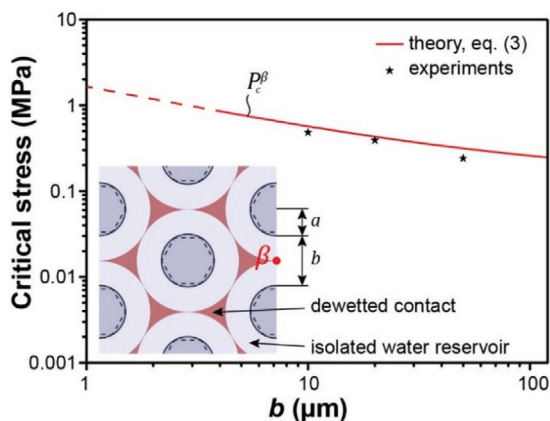 10
1
0.1
0.01
0.001
Critical stress (MPa)
theory, eq. (3)
experiments
P_c^β
a
b
β
dewetted contact
isolated water reservoir
1
10
100
b (µm)